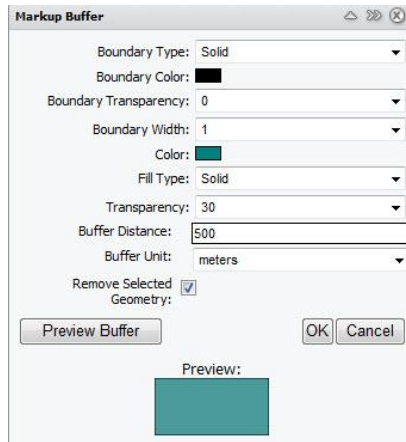 Markup Buffer
Boundary Type: Solid
Boundary Color:
Boundary Transparency: 0
Boundary Width: 1
Color:
Fill Type: Solid
Transparency: 30
Buffer Distance: 500
Buffer Unit: meters
Remove Selected
Geometry:
Preview Buffer OK Cancel
Preview: